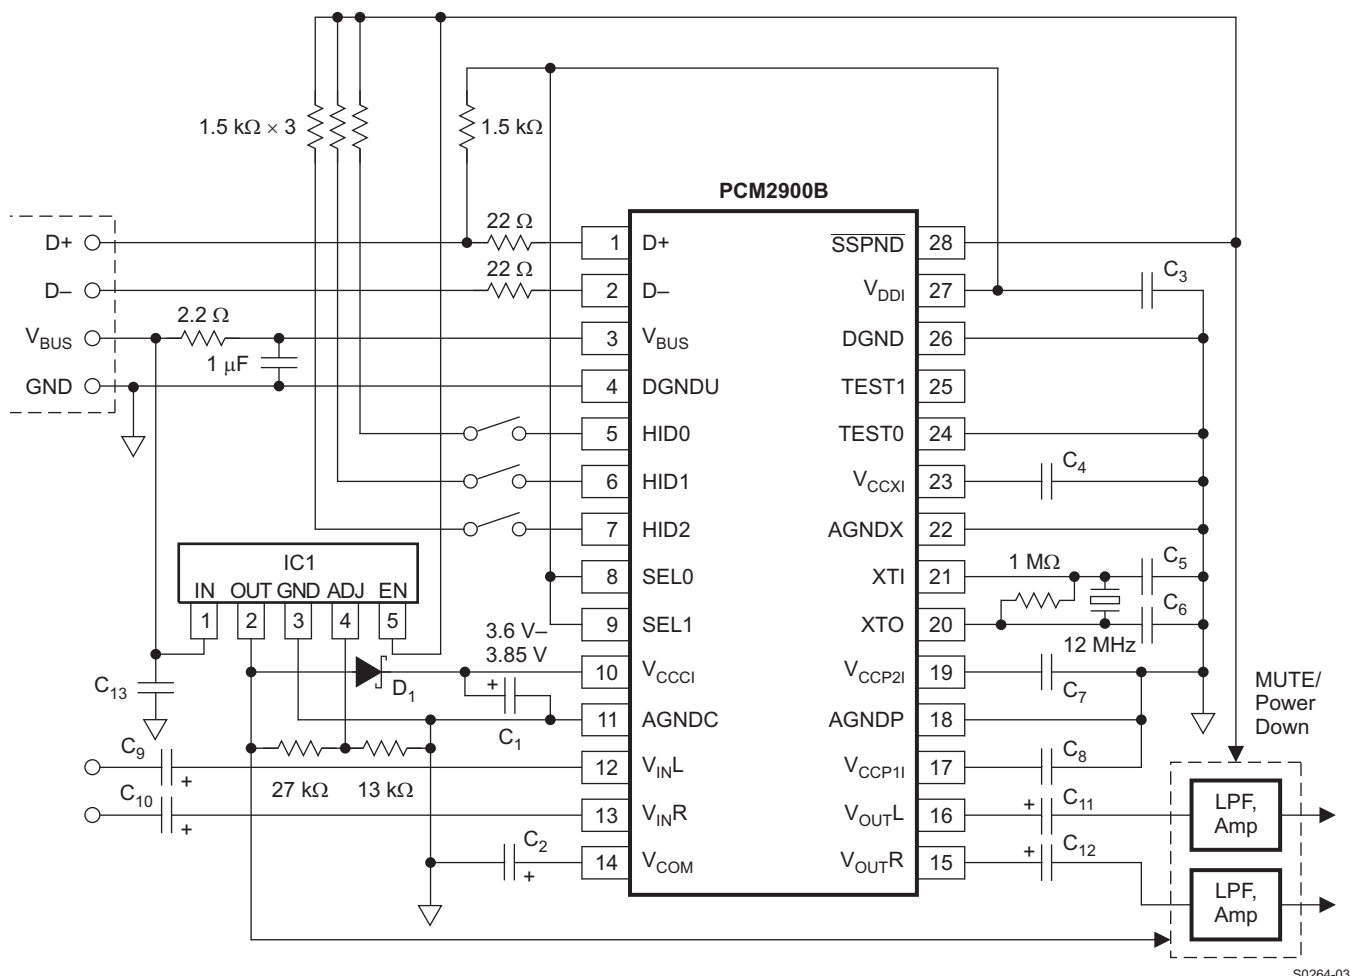 1.5 kΩ × 3
1.5 kΩ
PCM2900B
D+
D–
VBUS
GND
22 Ω
22 Ω
2.2 Ω
1 μF
1 D+
2 D–
3 VBUS
4 DGNDU
5 HID0
6 HID1
7 HID2
8 SEL0
9 SEL1
10 VCCCI
11 AGNDC
12 VINL
13 VINR
14 VCOM
SSPND 28
VDDI 27
DGND 26
TEST1 25
TEST0 24
VCCXI 23
AGNDX 22
XTI 21
XTO 20
VCCP2I 19
AGNDP 18
VCCP1I 17
VOUTL 16
VOUTR 15
IC1
IN OUT GND ADJ EN
1 2 3 4 5
3.6 V–
3.85 V
D1
+
C1
C13
C9
+
C10
+
27 kΩ
13 kΩ
C2
+
C3
C4
1 MΩ
C5
C6
12 MHz
C7
C8
+
C11
+
C12
MUTE/
Power
Down
LPF,
Amp
LPF,
Amp
S0264-03